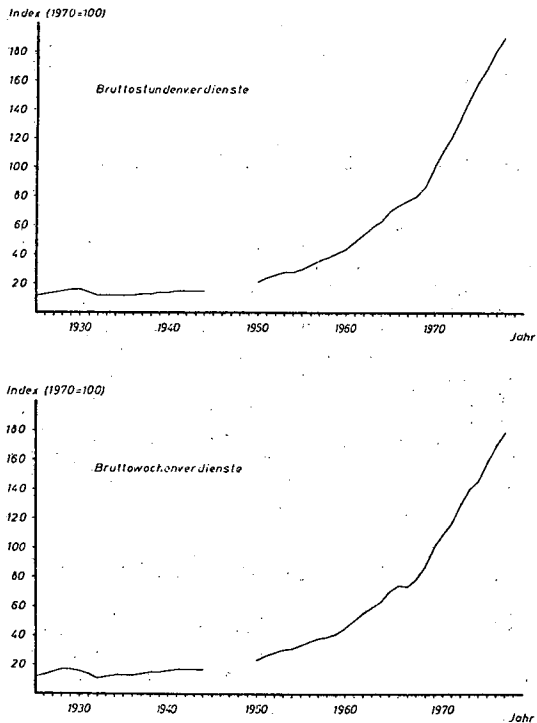 Index (1970=100)
180
160
140
120
100
80
60
40
20
Bruttostundenverdienste
1930 1940 1950 1960 1970
Jahr
Index (1970=100)
180
160
140
120
100
80
60
40
20
Bruttowochenverdienste
1930 1940 1950 1960 1970
Jahr